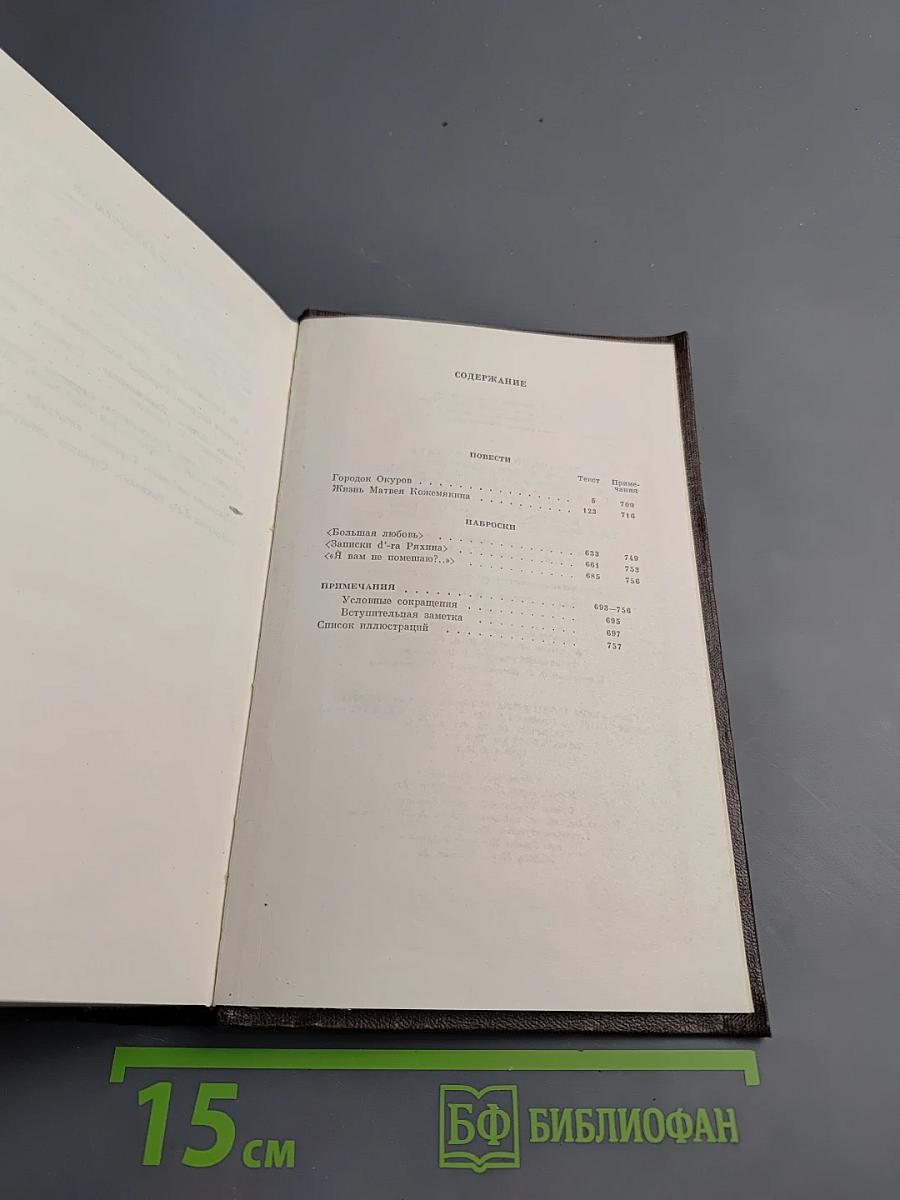 СОДЕРЖАНИЕ
ПОВЕСТИ
Текст Приме-
чания
Городок Окуров . . . . . . . . . . . . . . . 5 700
Жизнь Матвея Кожемякина . . . . . . . . . 123 716
НАБРОСКИ
<Большая любовь> . . . . . . . . . . . . . 633 749
<Записки d'-ra Ряхина> . . . . . . . . . . . 661 753
<«Я вам не помешаю?..»> . . . . . . . . . . 685 756
ПРИМЕЧАНИЯ . . . . . . . . . . . . . . . 693—756
Условные сокращения . . . . . . . . . . 695
Вступительная заметка . . . . . . . . . 697
Список иллюстраций . . . . . . . . . . . . 757
15 см
БФ БИБЛИОФАН